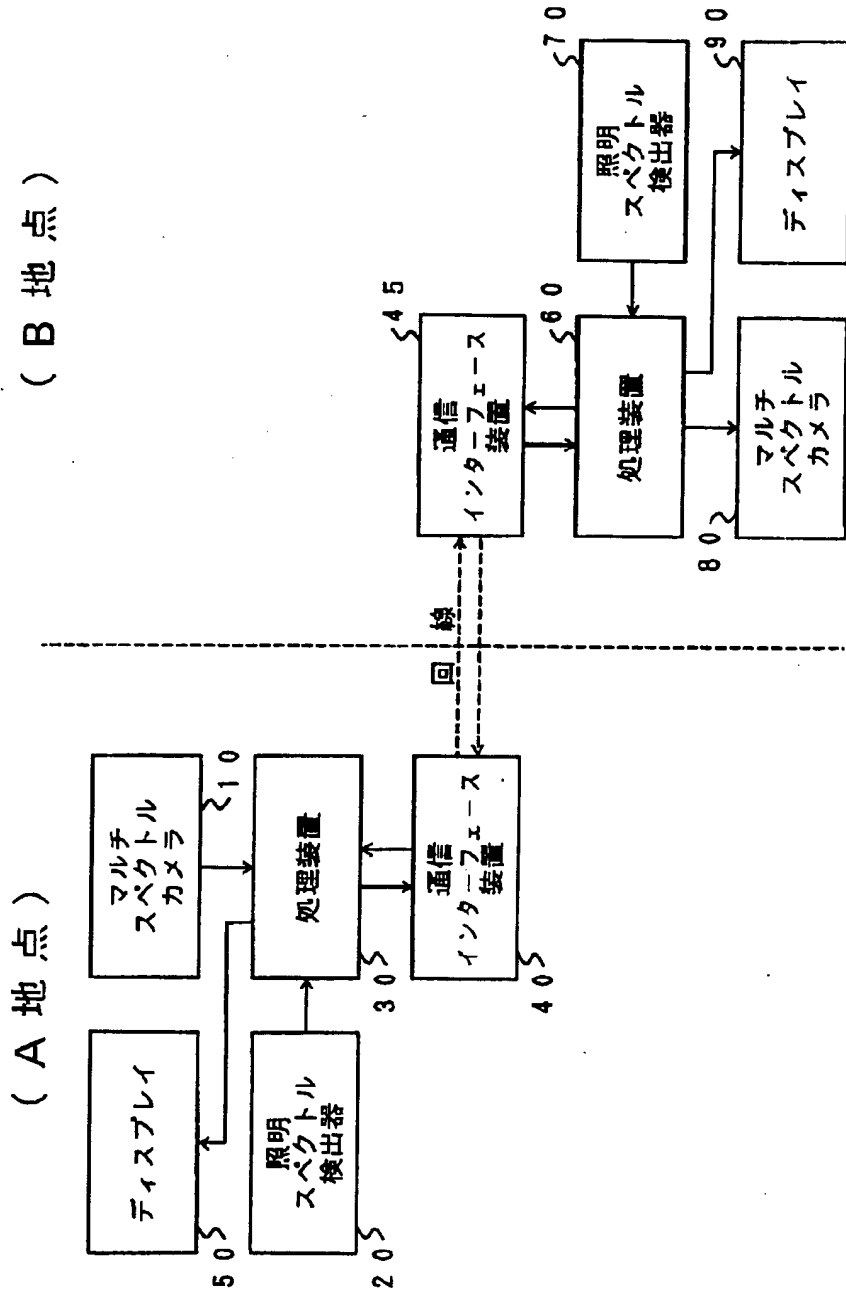 (A地点)
(B地点)
ディスプレイ
50
マルチ
スペクトル
カメラ
10
照明
スペクトル
検出器
20
処理装置
30
通信
インターフェース
装置
40
回線
通信
インターフェース
装置
45
処理装置
60
照明
スペクトル
検出器
70
マルチ
スペクトル
カメラ
80
ディスプレイ
90